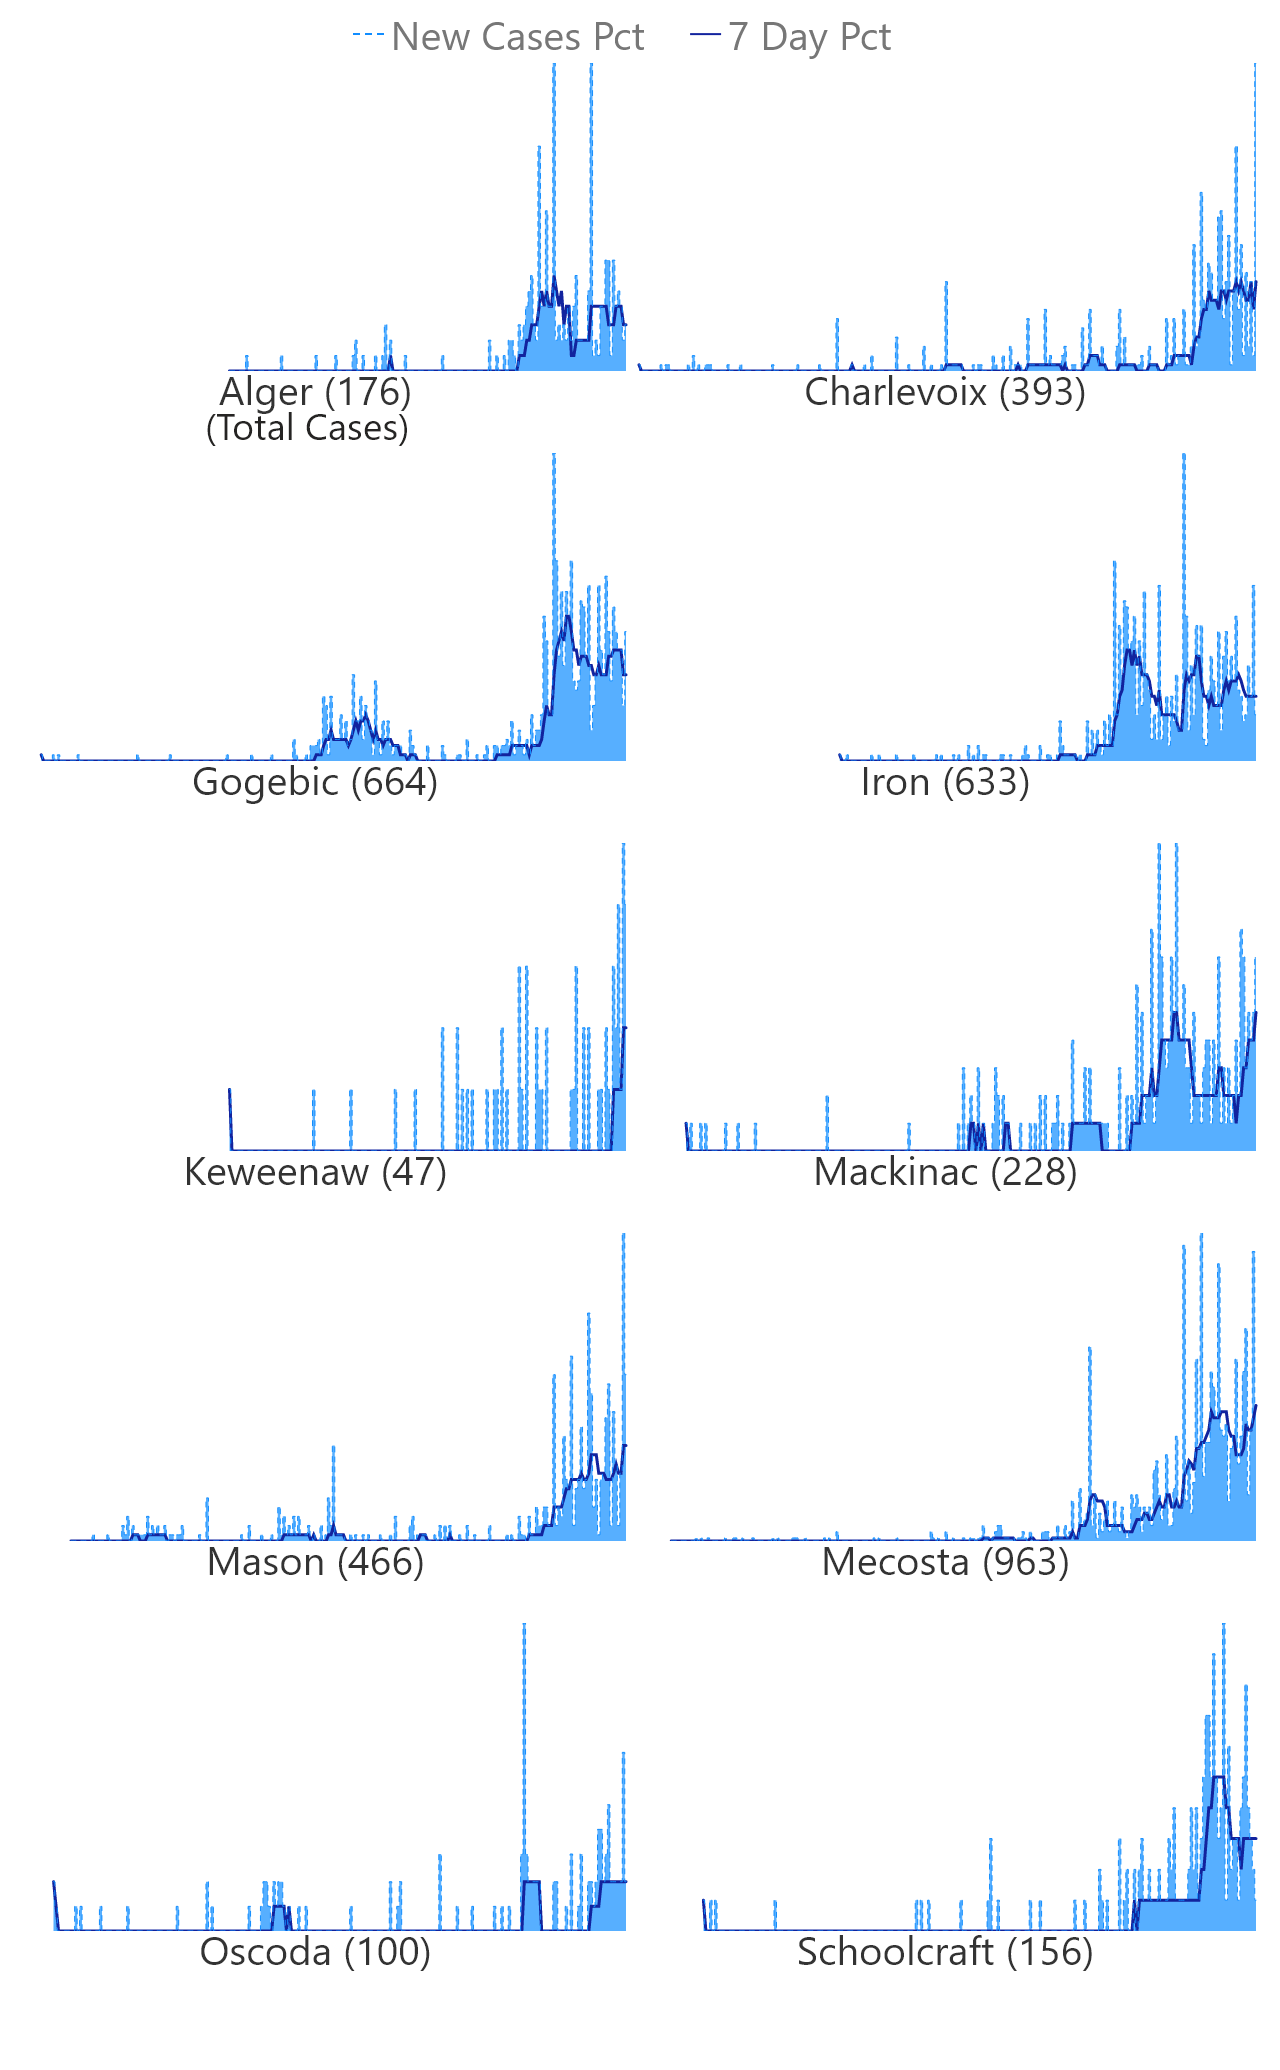 New Cases Pct 7 Day Pct
Alger (176) Charlevoix (393)
(Total Cases)
Gogebic (664) Iron (633)
Keweenaw (47) Mackinac (228)
Mason (466) Mecosta (963)
Oscoda (100) Schoolcraft (156)